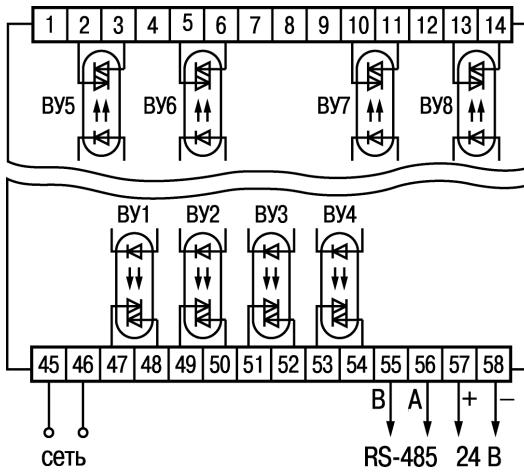 1 2 3 4 5 6 7 8 9 10 11 12 13 14
ВУ5 ВУ6 ВУ7 ВУ8
ВУ1 ВУ2 ВУ3 ВУ4
45 46 47 48 49 50 51 52 53 54 55 56 57 58
B A + –
сеть RS-485 24 В